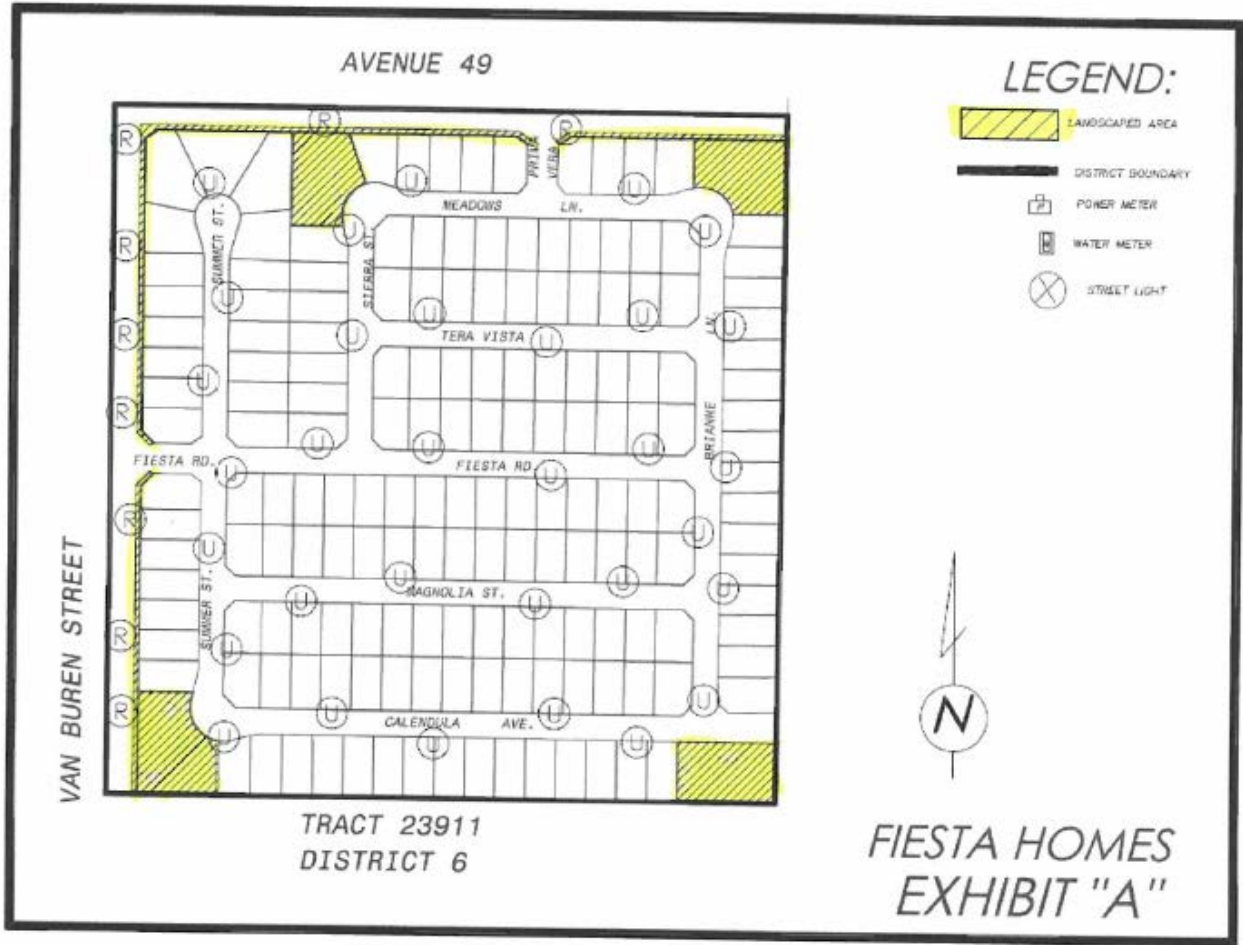 AVENUE 49
LEGEND:
LANDSCAPED AREA
DISTRICT BOUNDARY
P
POWER METER
WATER METER
STREET LIGHT
R
R
R
PRIMA
VERA
U
U
U
MEADOWS LN.
SUMMER ST.
U
SIERRA ST.
U
R
U
U
U
LN.
U
R
U
TERA VISTA
U
U
R
BRIANNE
U
U
U
FIESTA RD.
U
FIESTA RD.
U
U
R
U
U
VAN BUREN STREET
SUMMER ST.
U
MAGNOLIA ST.
U
U
U
U
R
U
R
U
CALENDULA AVE.
U
U
U
U
U
N
TRACT 23911
DISTRICT 6
FIESTA HOMES
EXHIBIT "A"